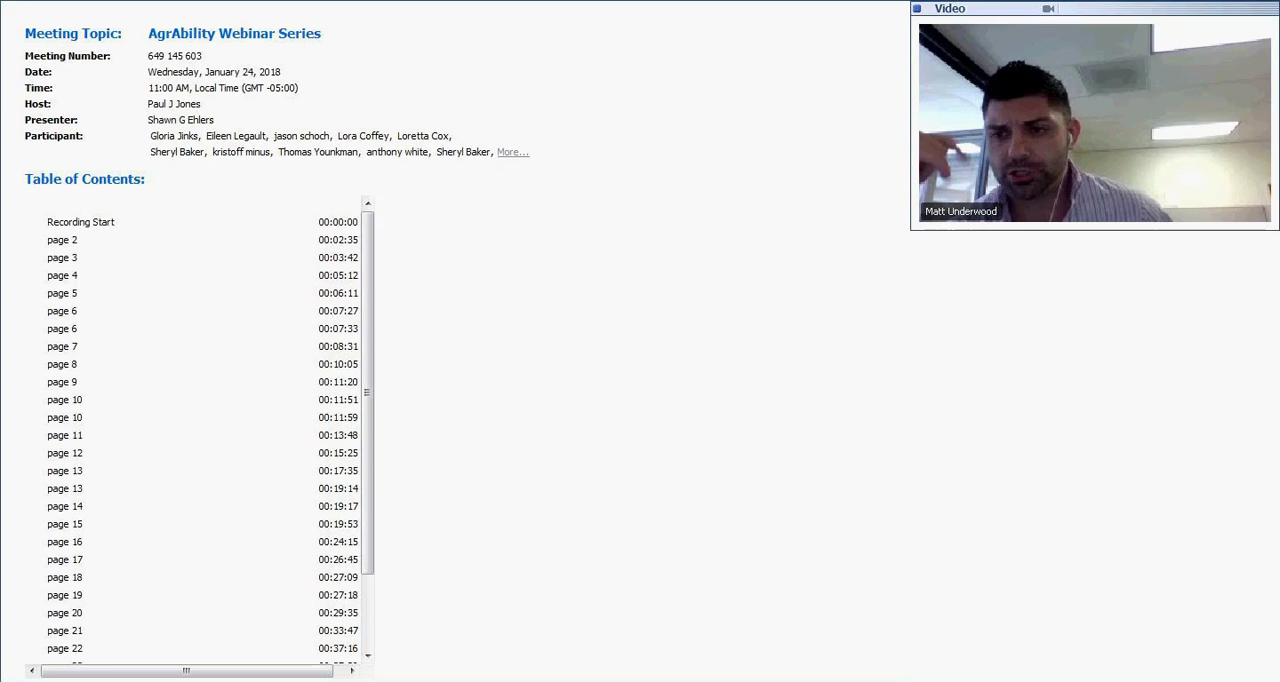 Meeting Topic: AgrAbility Webinar Series
Meeting Number: 649 145 603
Date: Wednesday, January 24, 2018
Time: 11:00 AM, Local Time (GMT -05:00)
Host: Paul J Jones
Presenter: Shawn G Ehlers
Participant: Gloria Jinks, Eileen Legault, jason schoch, Lora Coffey, Loretta Cox,
Sheryl Baker, kristoff minus, Thomas Younkman, anthony white, Sheryl Baker, More...
Table of Contents:
Recording Start 00:00:00
page 2 00:02:35
page 3 00:03:42
page 4 00:05:12
page 5 00:06:11
page 6 00:07:27
page 6 00:07:33
page 7 00:08:31
page 8 00:10:05
page 9 00:11:20
page 10 00:11:51
page 10 00:11:59
page 11 00:13:48
page 12 00:15:25
page 13 00:17:35
page 13 00:19:14
page 14 00:19:17
page 15 00:19:53
page 16 00:24:15
page 17 00:26:45
page 18 00:27:09
page 19 00:27:18
page 20 00:29:35
page 21 00:33:47
page 22 00:37:16
Video
Matt Underwood